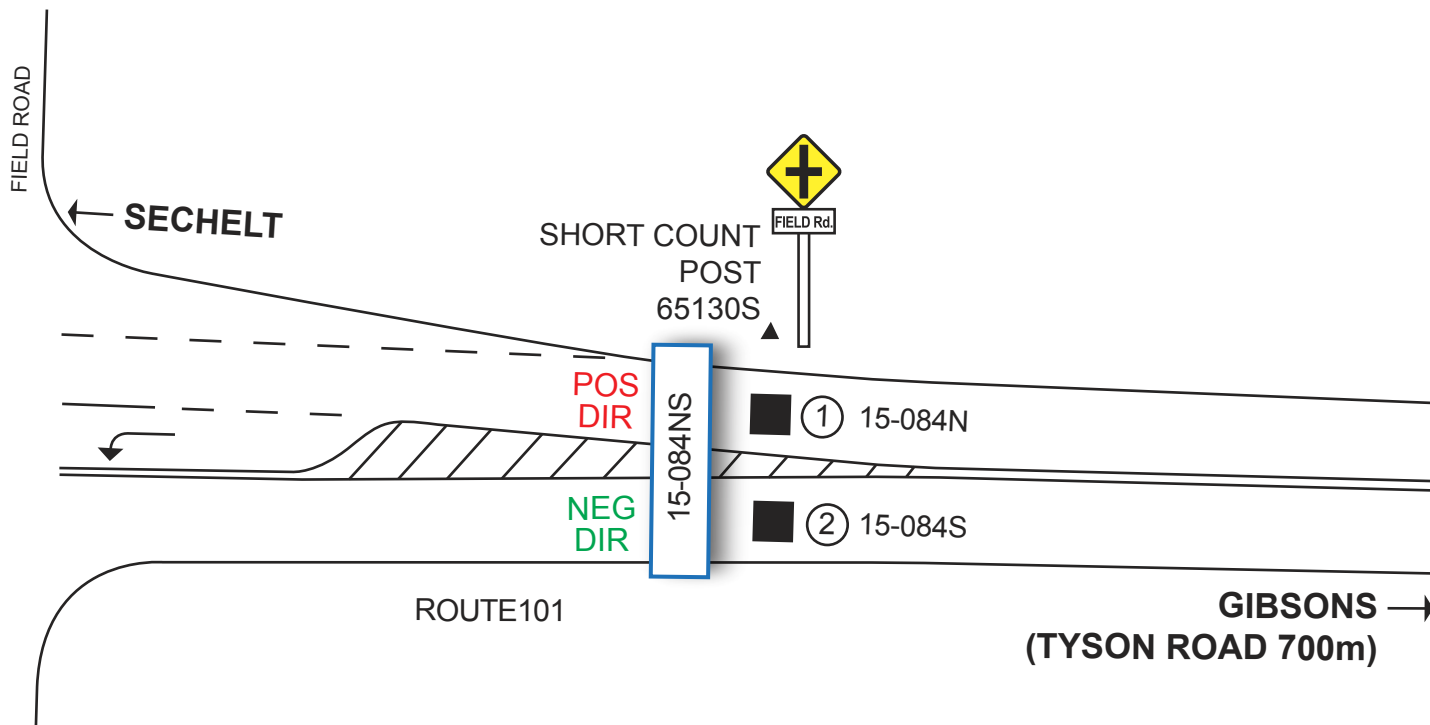 FIELD ROAD
SECHELT
FIELD Rd.
SHORT COUNT
POST
65130S
POS
DIR
15-084NS
1 15-084N
NEG
DIR
2 15-084S
ROUTE101
GIBSONS
(TYSON ROAD 700m)